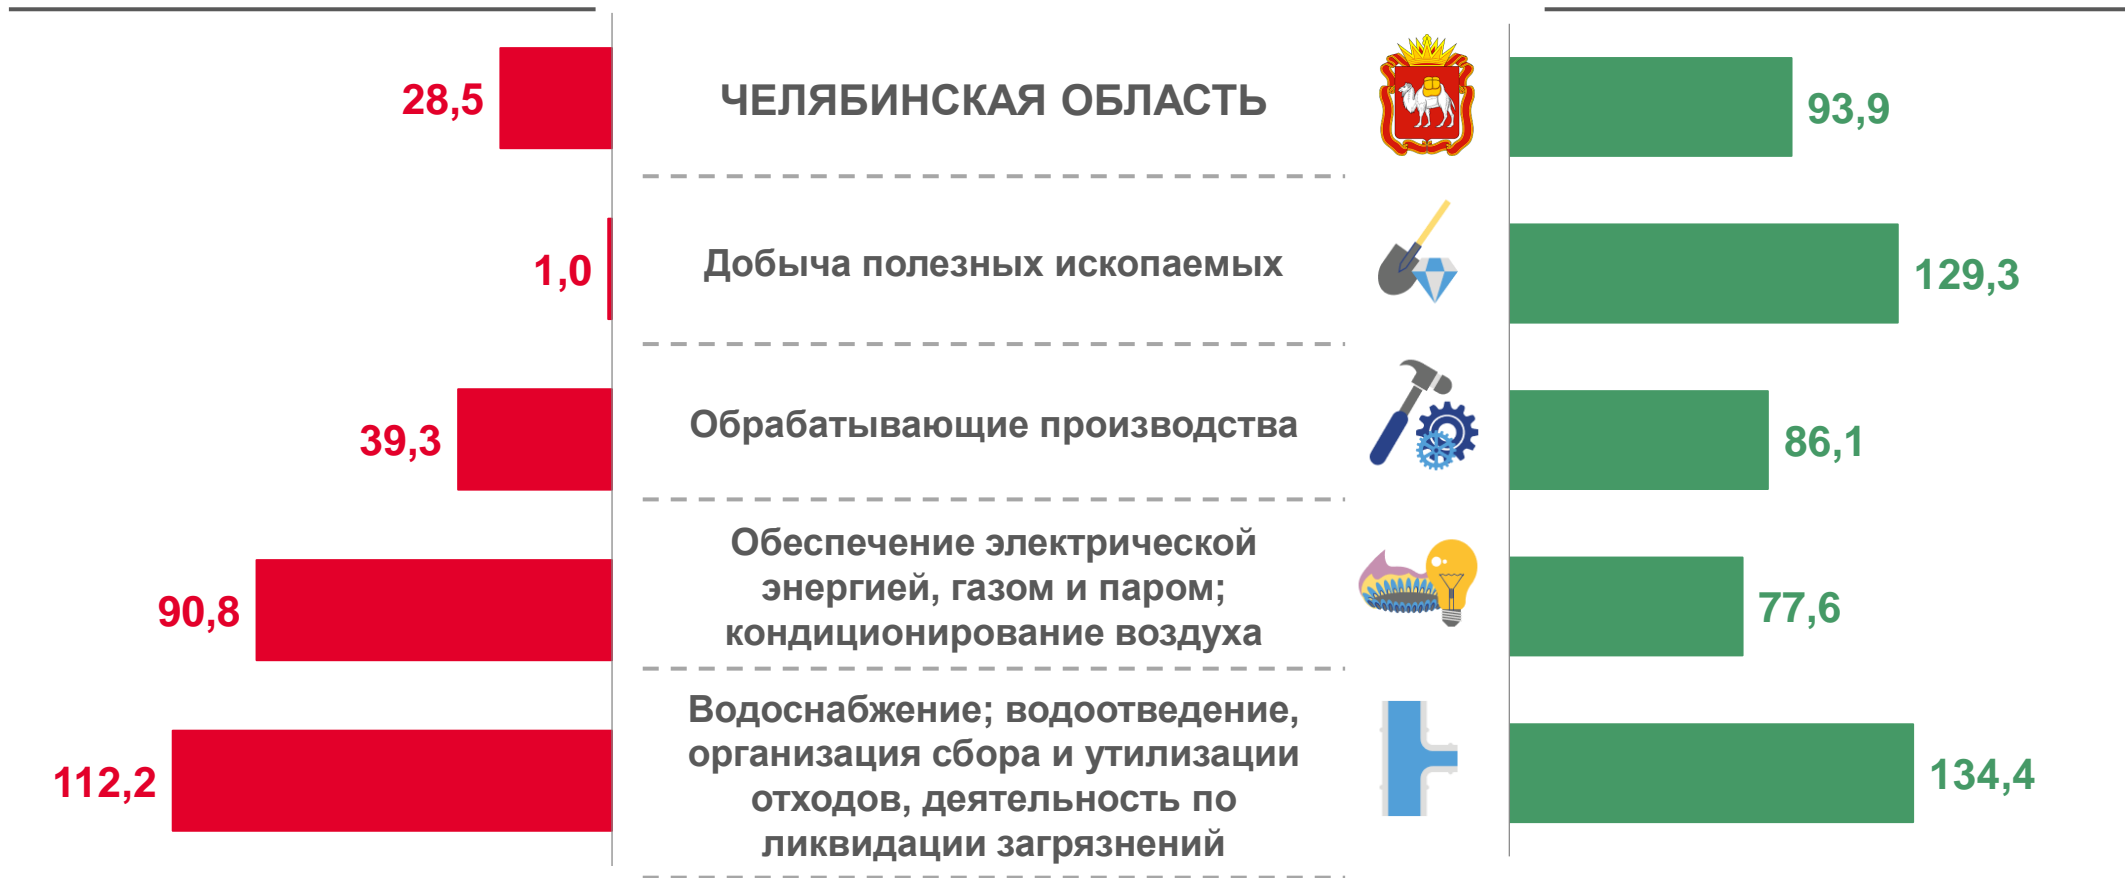 28,5
ЧЕЛЯБИНСКАЯ ОБЛАСТЬ
93,9
1,0
Добыча полезных ископаемых
129,3
39,3
Обрабатывающие производства
86,1
90,8
Обеспечение электрической
энергией, газом и паром;
кондиционирование воздуха
77,6
112,2
Водоснабжение; водоотведение,
организация сбора и утилизации
отходов, деятельность по
ликвидации загрязнений
134,4